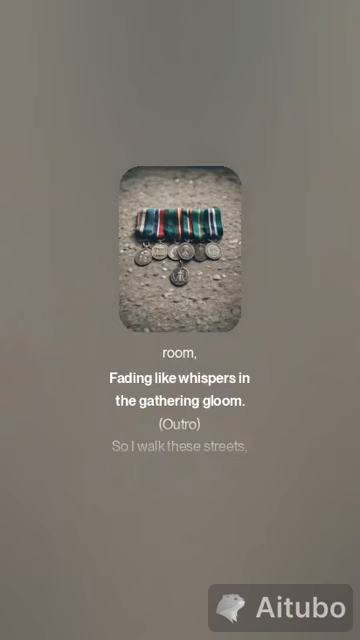 room,
Fading like whispers in
the gathering gloom.
(Outro)
So I walk these streets,
Aitubo